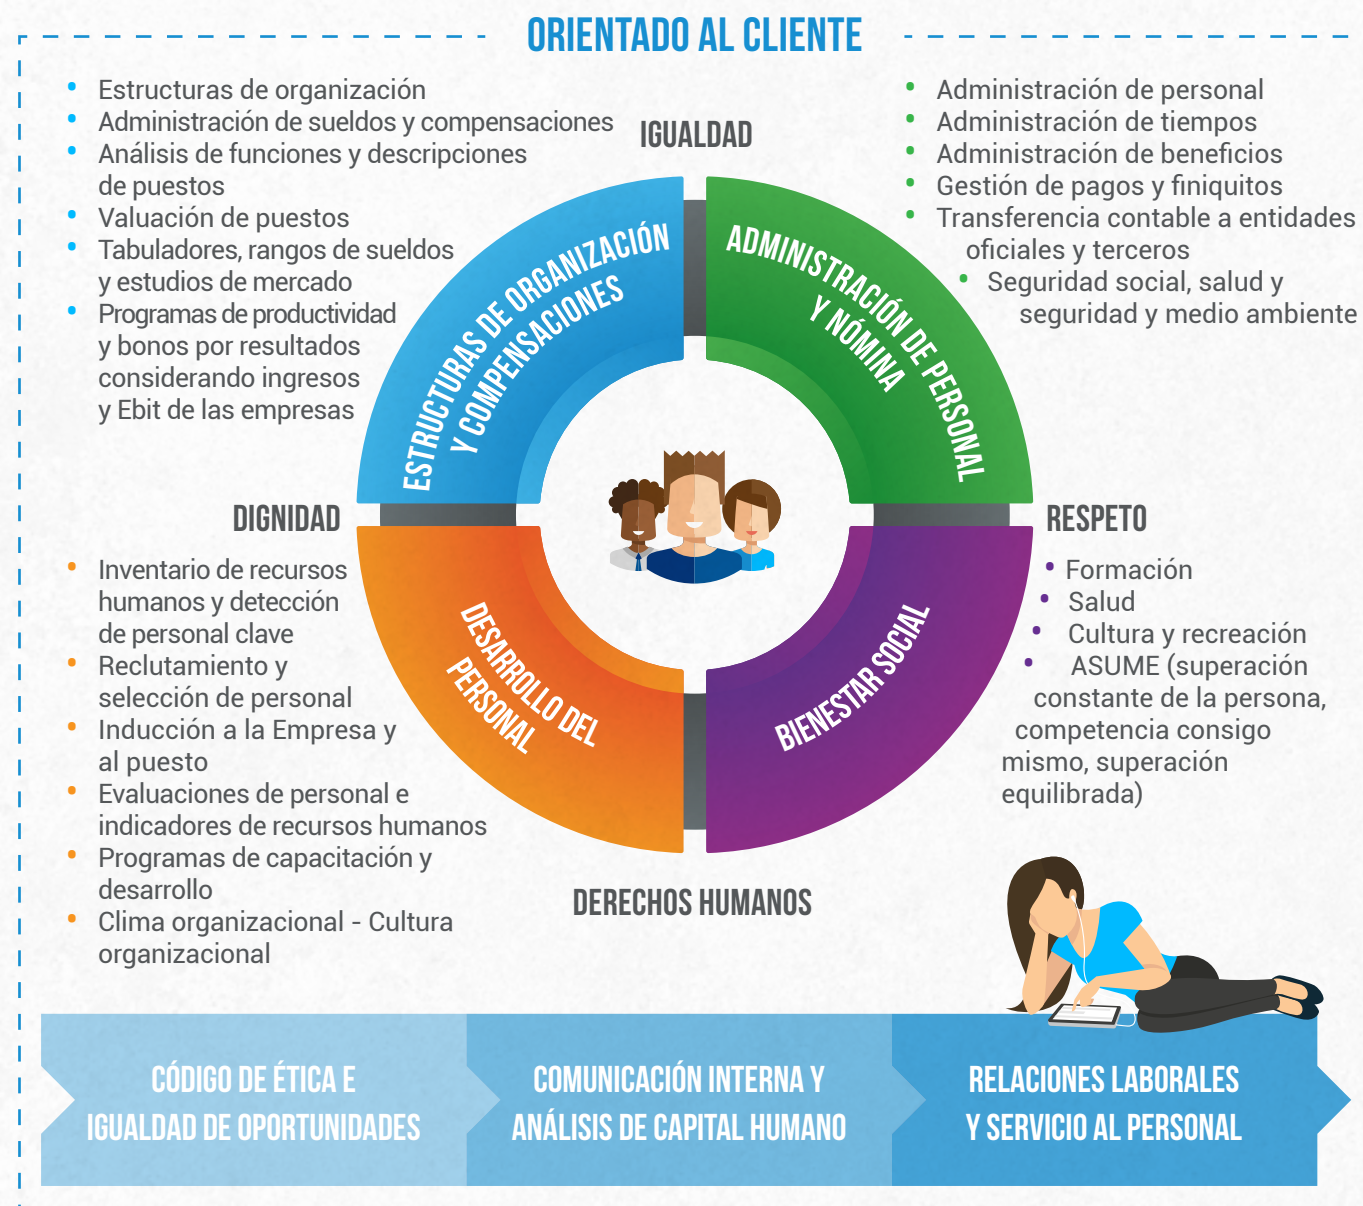 ORIENTADO AL CLIENTE
• Estructuras de organización
• Administración de sueldos y compensaciones
• Análisis de funciones y descripciones
de puestos
• Valuación de puestos
• Tabuladores, rangos de sueldos
y estudios de mercado
• Programas de productividad
y bonos por resultados
considerando ingresos
y Ebit de las empresas
IGUALDAD
• Administración de personal
• Administración de tiempos
• Administración de beneficios
• Gestión de pagos y finiquitos
• Transferencia contable a entidades
oficiales y terceros
• Seguridad social, salud y
seguridad y medio ambiente
ESTRUCTURAS DE ORGANIZACIÓN
Y COMPENSACIONES
ADMINISTRACIÓN DE PERSONAL
Y NÓMINA
DIGNIDAD
RESPETO
• Inventario de recursos
humanos y detección
de personal clave
• Reclutamiento y
selección de personal
• Inducción a la Empresa y
al puesto
• Evaluaciones de personal e
indicadores de recursos humanos
• Programas de capacitación y
desarrollo
• Clima organizacional - Cultura
organizacional
DESARROLLO DEL
PERSONAL
BIENESTAR SOCIAL
• Formación
• Salud
• Cultura y recreación
• ASUME (superación
constante de la persona,
competencia consigo
mismo, superación
equilibrada)
DERECHOS HUMANOS
CÓDIGO DE ÉTICA E
IGUALDAD DE OPORTUNIDADES
COMUNICACIÓN INTERNA Y
ANÁLISIS DE CAPITAL HUMANO
RELACIONES LABORALES
Y SERVICIO AL PERSONAL